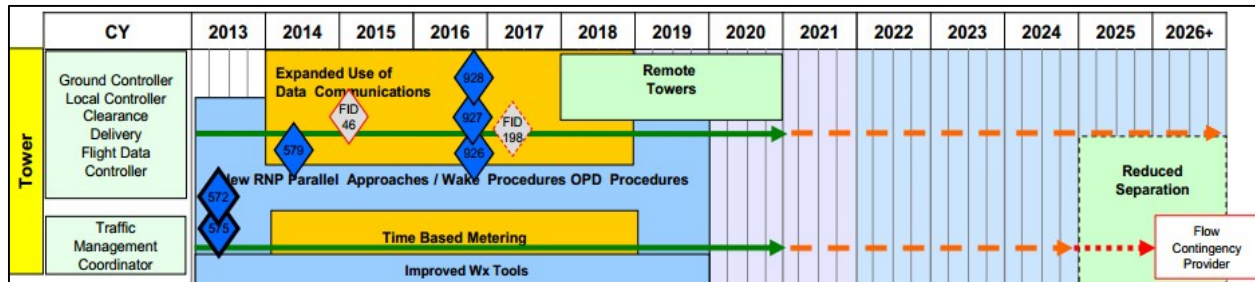 CY 2013 2014 2015 2016 2017 2018 2019 2020 2021 2022 2023 2024 2025 2026+
Tower
Ground Controller
Local Controller
Clearance
Delivery
Flight Data
Controller
Expanded Use of
Data Communications
FID
46
579
928
927
926
FID
198
Remote
Towers
New RNP Parallel Approaches / Wake Procedures OPD Procedures
572
575
Reduced
Separation
Traffic
Management
Coordinator
Time Based Metering
Improved Wx Tools
Flow
Contingency
Provider